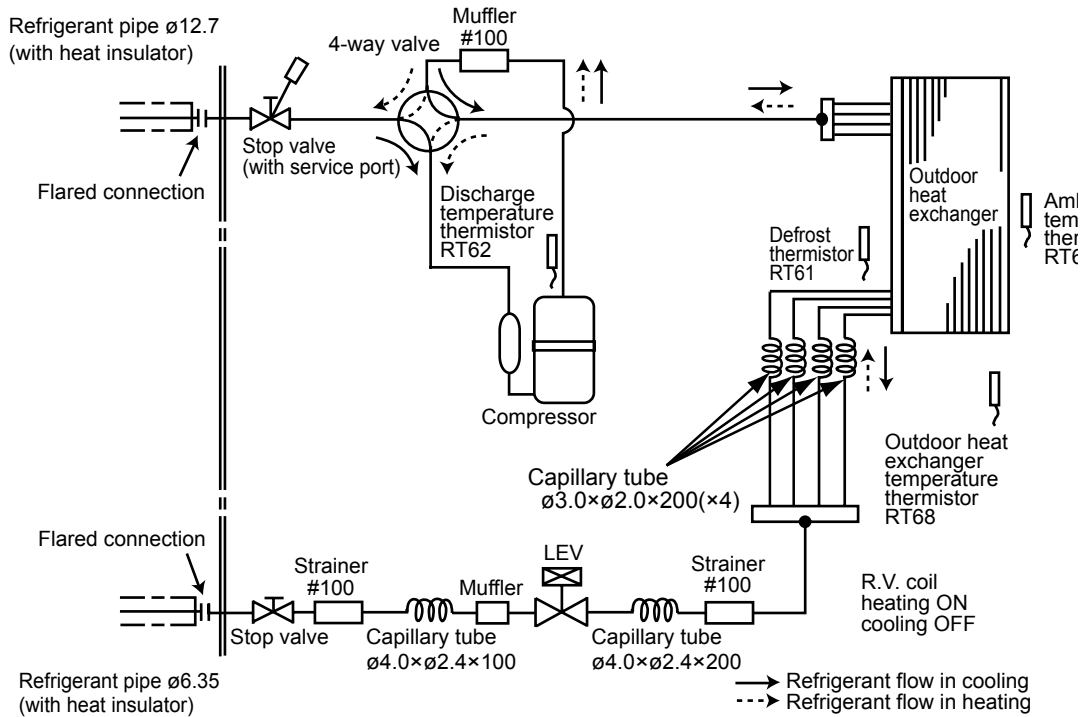 Refrigerant pipe ø12.7
(with heat insulator)
4-way valve
Muffler
#100
Stop valve
(with service port)
Flared connection
Discharge
temperature
thermistor
RT62
Compressor
Outdoor
heat
exchanger
Defrost
thermistor
RT61
Capillary tube
ø3.0×ø2.0×200(×4)
Outdoor heat
exchanger
temperature
thermistor
RT68
Flared connection
Stop valve
Strainer
#100
Capillary tube
ø4.0×ø2.4×100
Muffler
LEV
Capillary tube
ø4.0×ø2.4×200
Strainer
#100
R.V. coil
heating ON
cooling OFF
Refrigerant pipe ø6.35
(with heat insulator)
Refrigerant flow in cooling
Refrigerant flow in heating